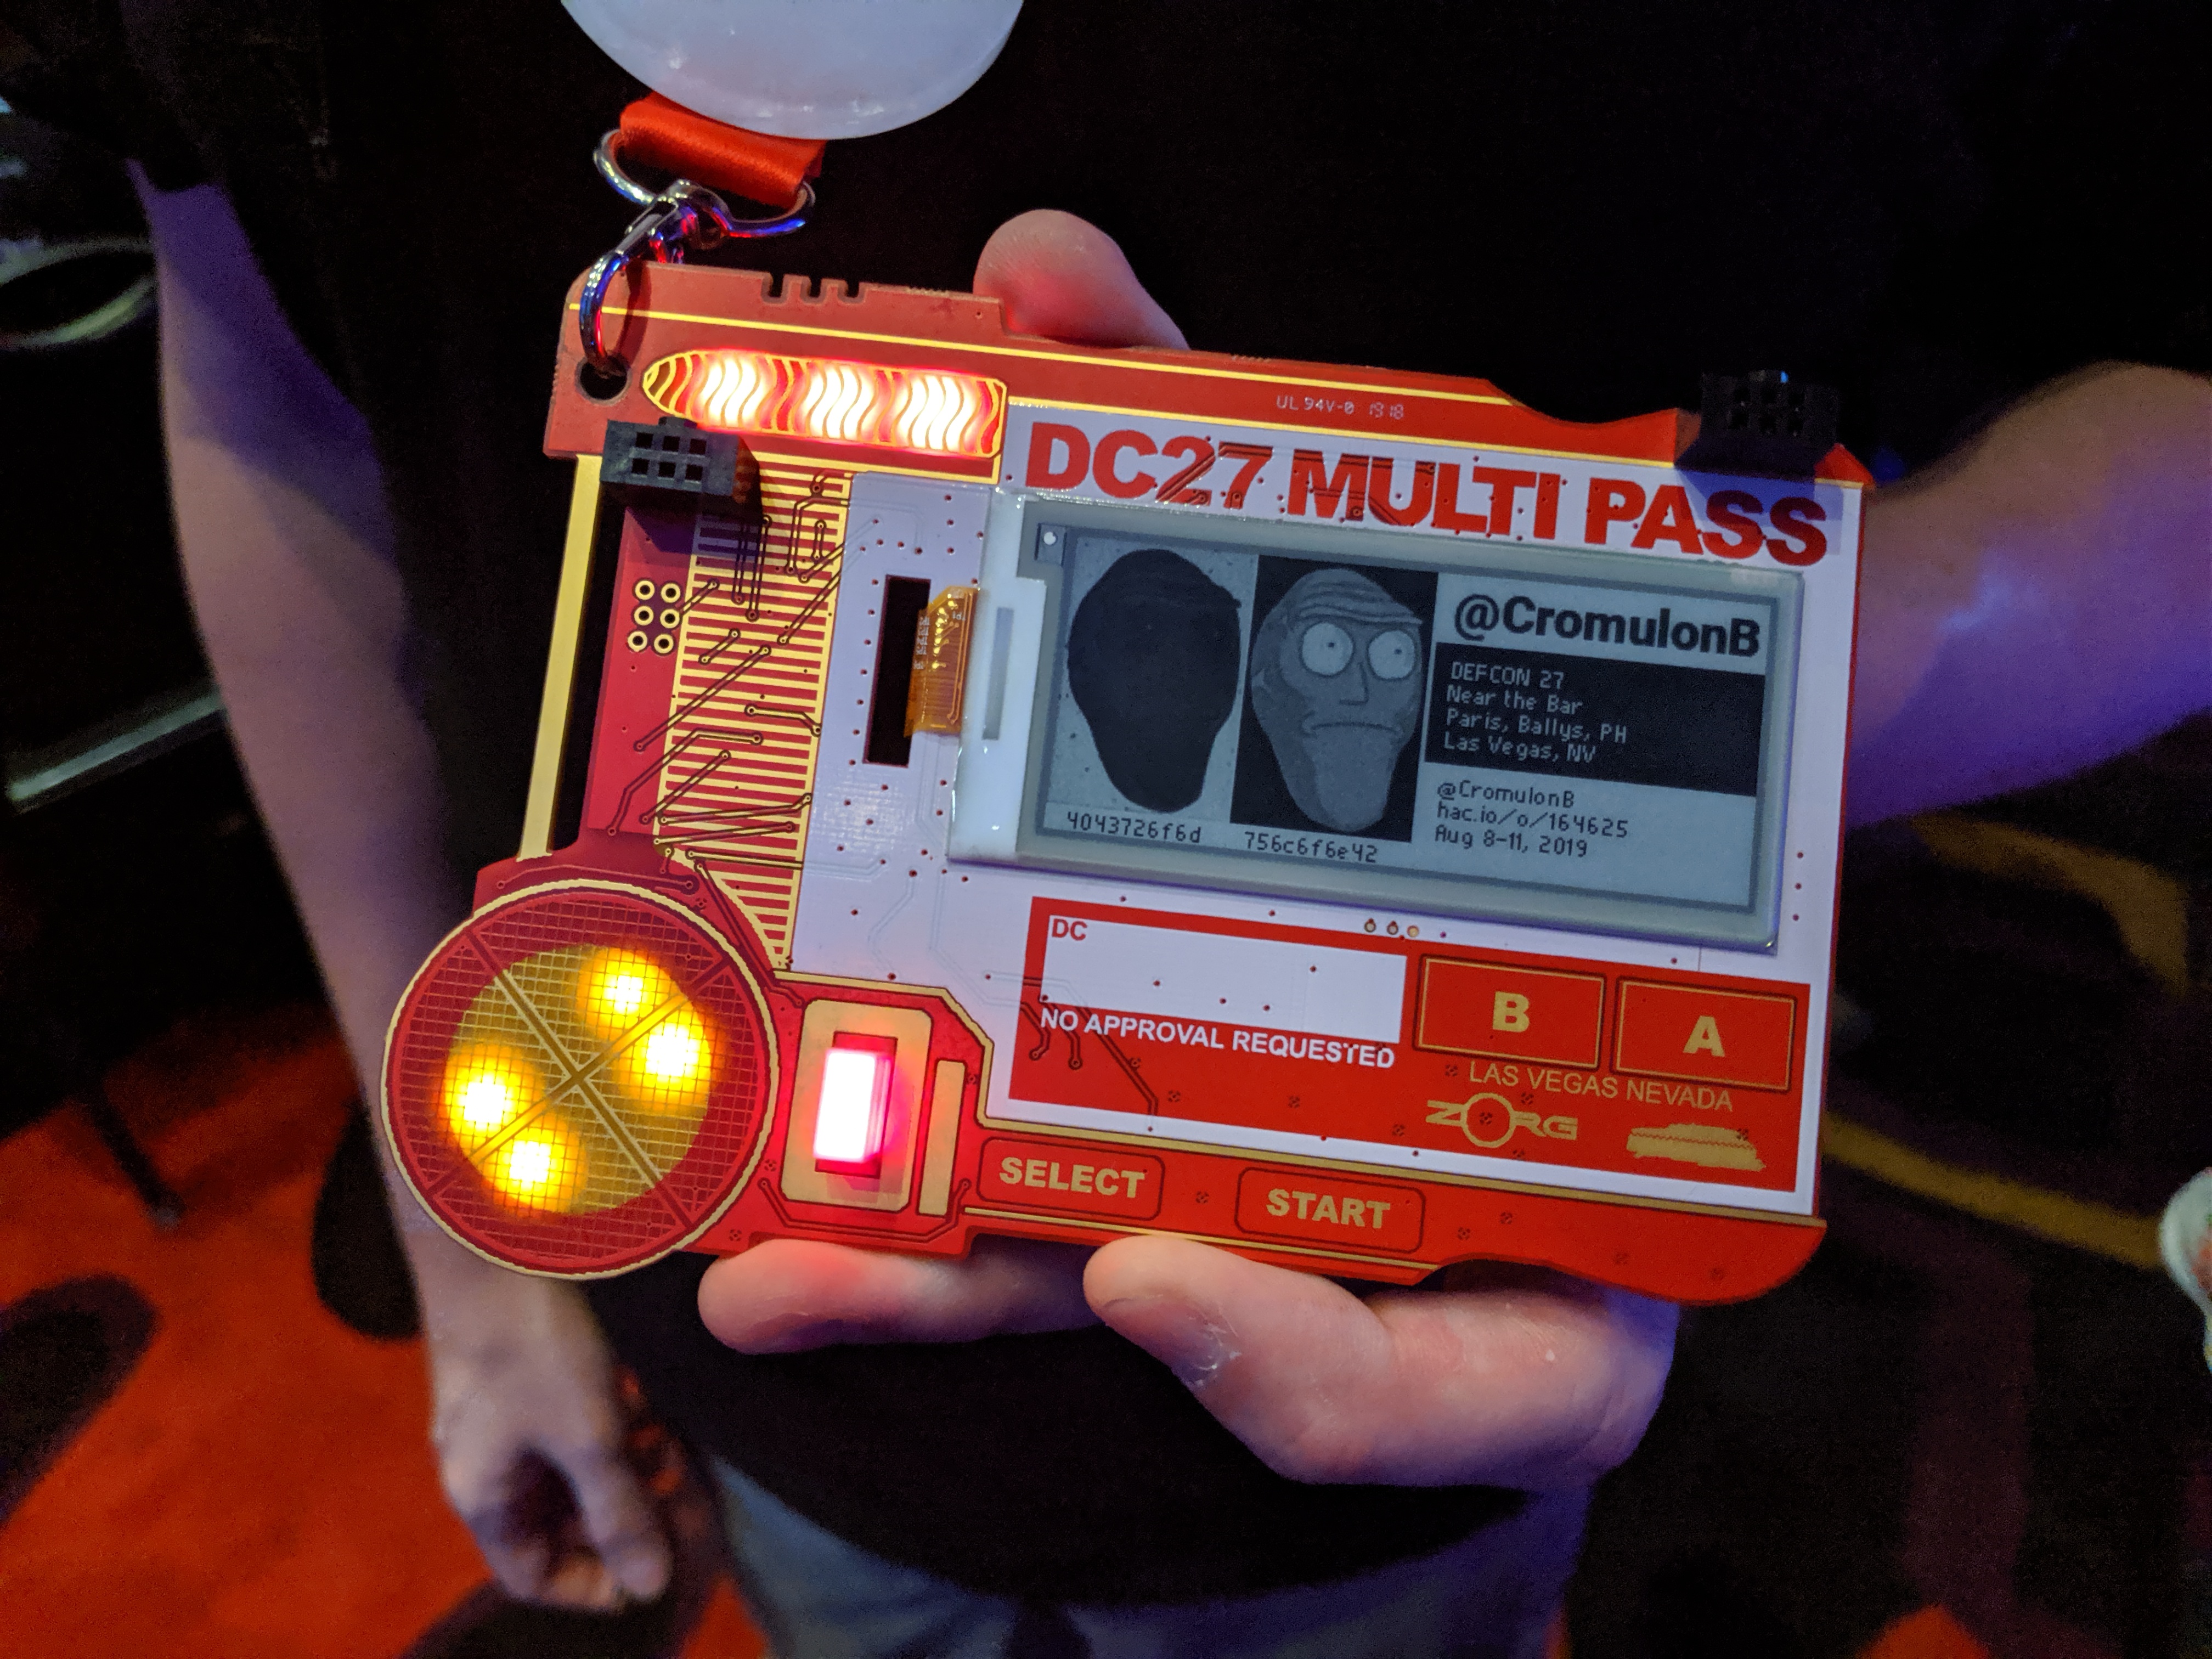 UL 94V-0 1918
DC27 MULTI PASS
@CromulonB
DEFCON 27
Near the Bar
Paris, Ballys, PH
Las Vegas, NV
@CromulonB
hac.io/o/164625
Aug 8-11, 2019
4043726f6d
756c6f6e42
DC
NO APPROVAL REQUESTED
B
A
LAS VEGAS NEVADA
ZORG
SELECT
START